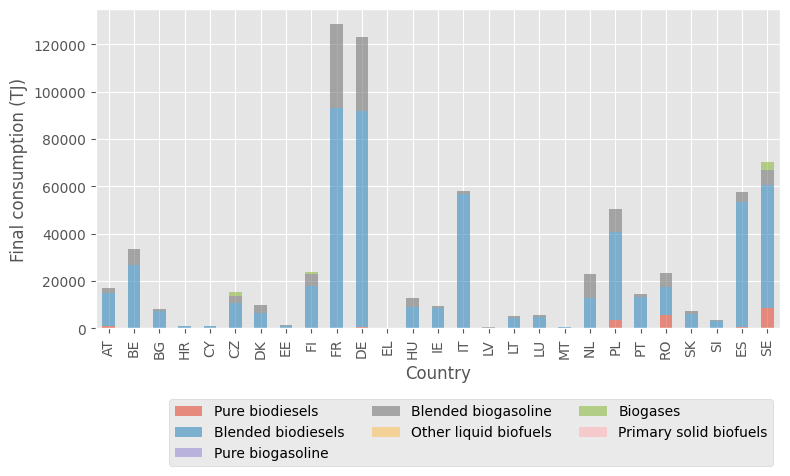 120000
100000
80000
60000
40000
20000
0
Final consumption (TJ)
AT BE BG HR CY CZ DK EE FI FR DE EL HU IE IT LV LT LU MT NL PL PT RO SK SI ES SE
Country
Pure biodiesels Blended biogasoline Biogases
Blended biodiesels Other liquid biofuels Primary solid biofuels
Pure biogasoline